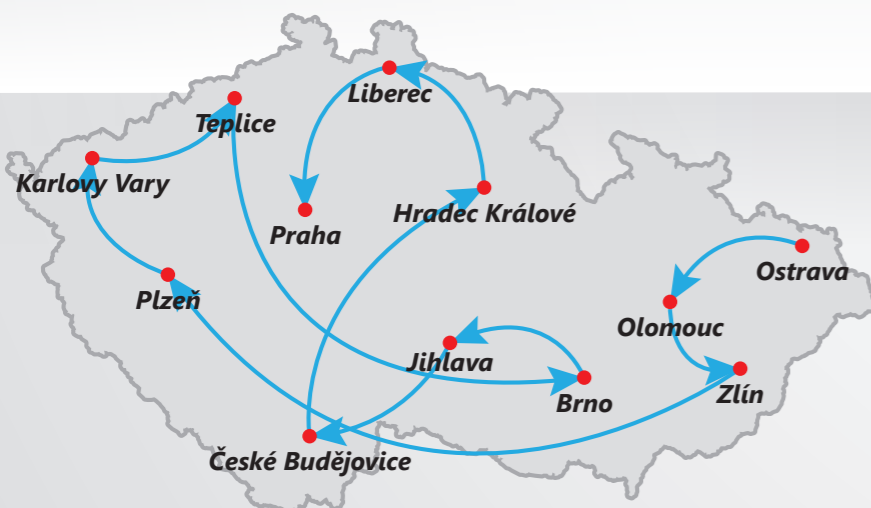 Liberec
Teplice
Karlovy Vary
Hradec Králové
Praha
Ostrava
Plzeň
Olomouc
Jihlava
Zlín
Brno
České Budějovice